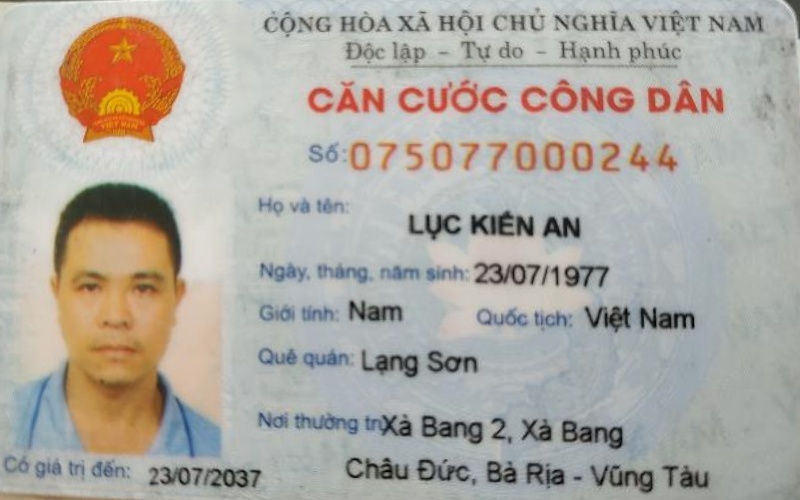 CỘNG HÒA XÃ HỘI CHỦ NGHĨA VIỆT NAM
Độc lập - Tự do - Hạnh phúc
CĂN CƯỚC CÔNG DÂN
Số: 075077000244
Họ và tên:
LỤC KIẾN AN
Ngày, tháng, năm sinh: 23/07/1977
Giới tính: Nam Quốc tịch: Việt Nam
Quê quán: Lạng Sơn
Nơi thường trú Xà Bang 2, Xà Bang
Châu Đức, Bà Rịa - Vũng Tàu
Có giá trị đến: 23/07/2037